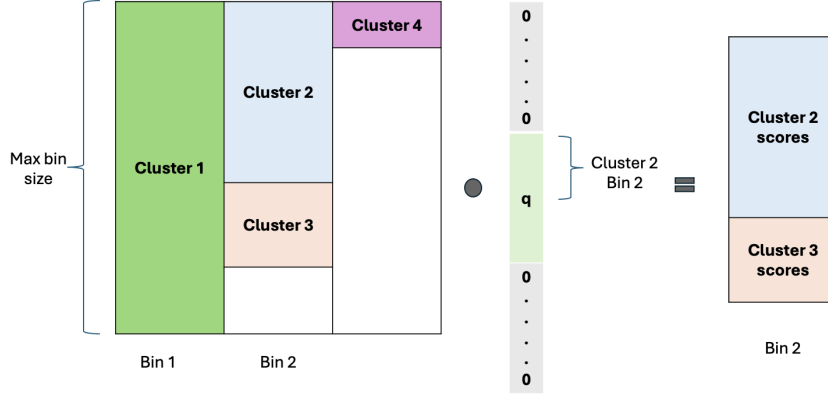 Max bin
size
Cluster 1
Cluster 2
Cluster 3
Cluster 4
Bin 1
Bin 2
0
.
.
.
.
.
0
q
0
.
.
.
.
.
0
Cluster 2
Bin 2
=
Cluster 2
scores
Cluster 3
scores
Bin 2